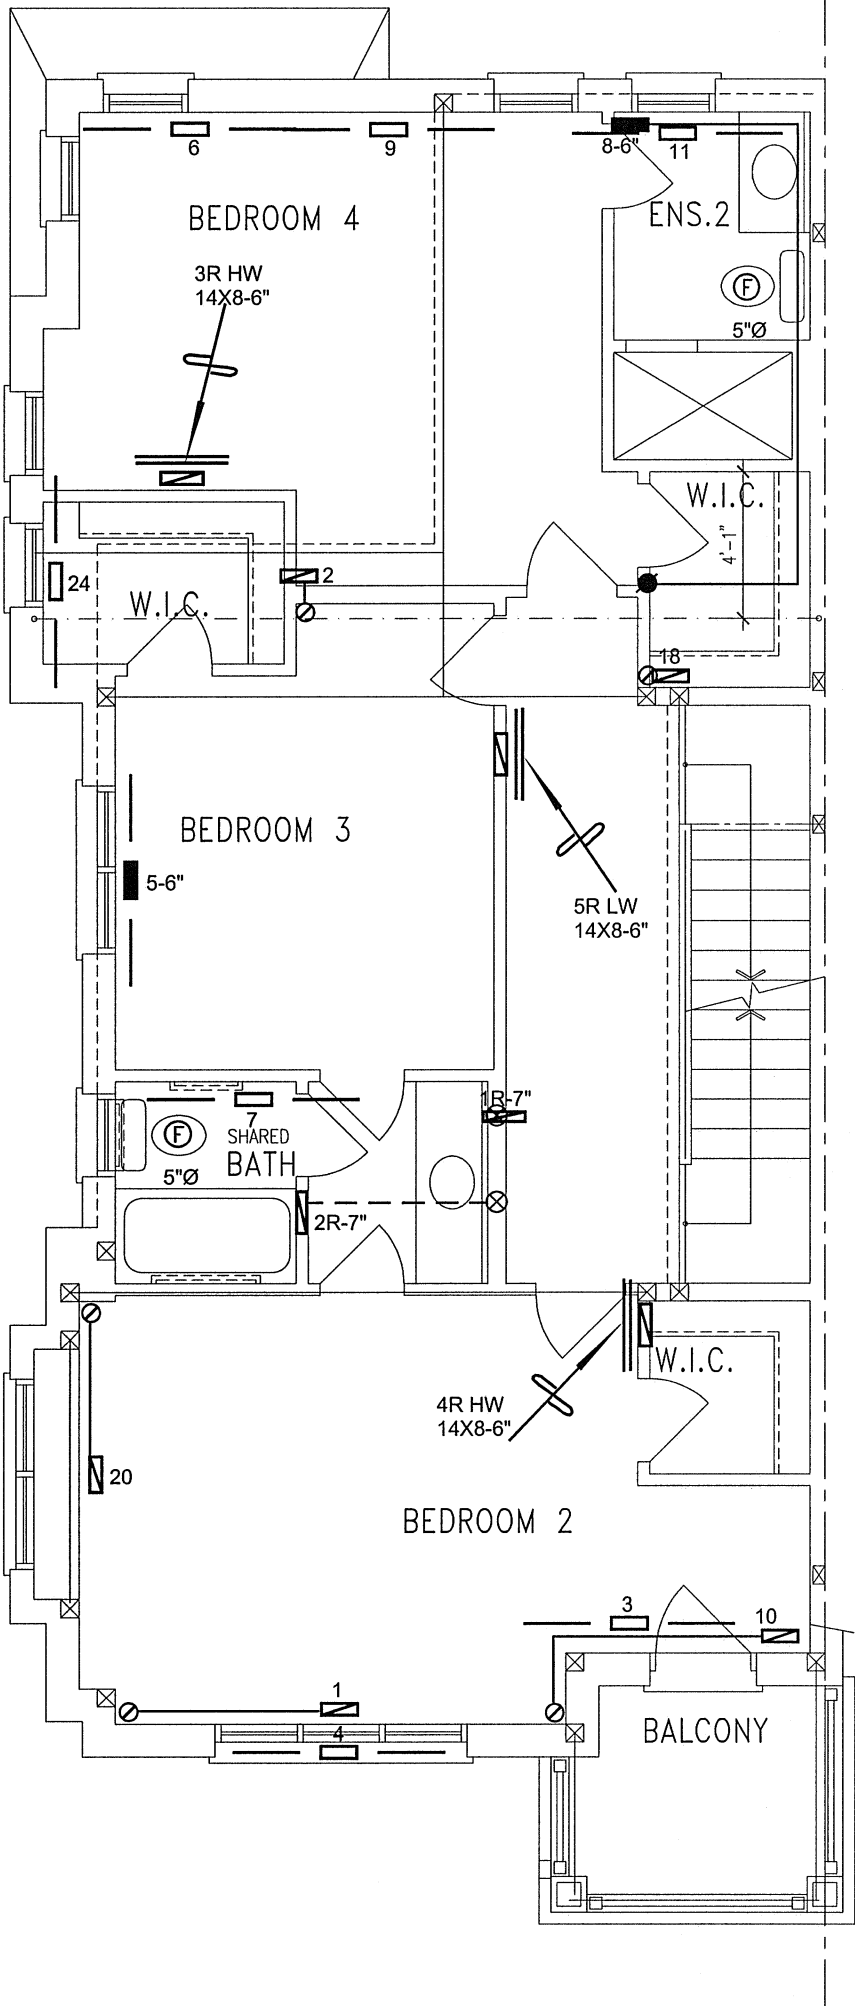 6
9
8-6"
11
BEDROOM 4
ENS.2
3R HW
14X8-6"
F
5"Ø
W.I.C.
4'-1"
24
2
W.I.C.
18
BEDROOM 3
5-6"
5R LW
14X8-6"
1R-7"
7
F
SHARED
BATH
5"Ø
2R-7"
W.I.C.
4R HW
14X8-6"
20
BEDROOM 2
3
10
1
4
BALCONY